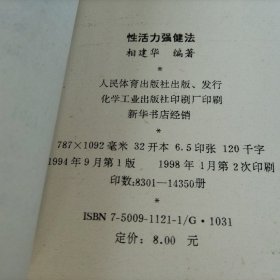 性活力强健法
相建华 编著
*
人民体育出版社出版、发行
化学工业出版社印刷厂印刷
新华书店经销
*
787×1092毫米 32开本 6.5印张 120千字
1994年9月第1版 1998年1月第2次印刷
印数:8301—14350册
*
ISBN 7-5009-1121-1/G·1031
定价: 8.00 元